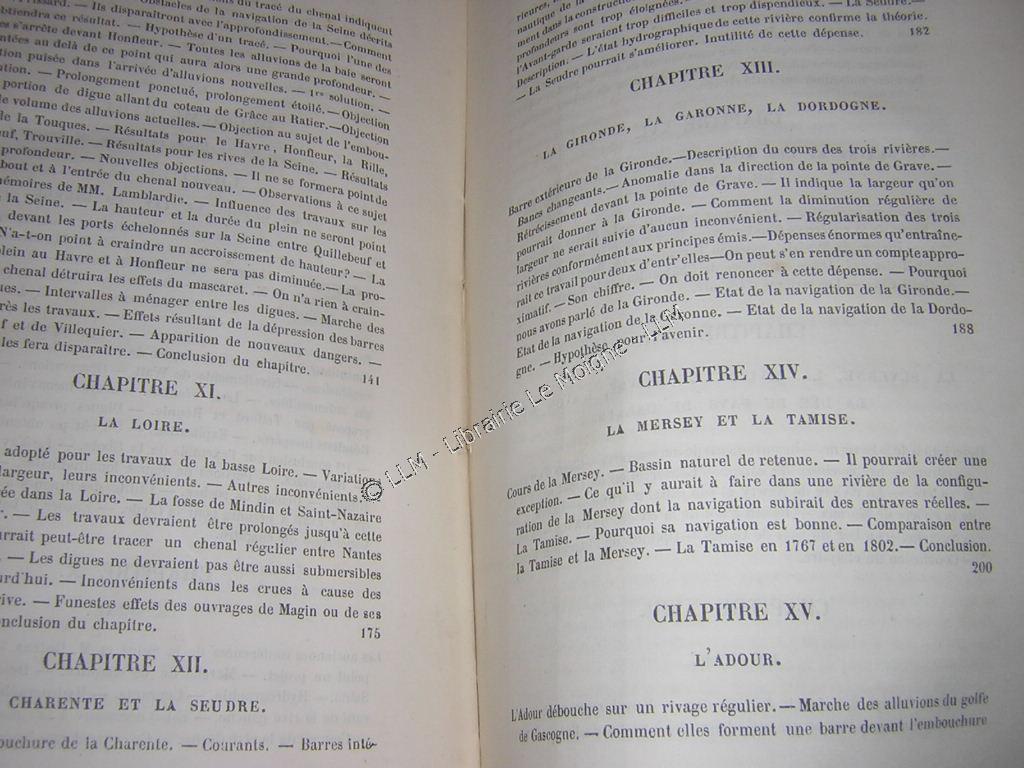 du tracé du chenal indiquent
Obstacles de la navigation de la Seine décrits
Frissard. — Ils disparaîtront avec l'approfondissement. — Comment
obtiendra ce résultat. — Hypothèse d'un tracé. — Pourquoi l'une des
s'arrête devant Honfleur. — Toutes les alluvions de la baie seront
ntées au delà de ce point qui aura alors une grande profondeur. —
tion puisée dans l'arrivée d'alluvions nouvelles. — 1re solution. —
ution. — Prolongement ponctué, prolongement étoilé. — Objection
portion de digue allant du coteau de Grâce au Ratier. — Objection
le volume des alluvions actuelles. — Objection au sujet de l'embou-
de la Touques. — Résultats pour le Havre, Honfleur, la Rille,
uf, Trouville. — Résultats pour les rives de la Seine. — Résultats
profondeur. — Nouvelles objections. — Il ne se formera point de
bout et à l'entrée du chenal nouveau. — Observations à ce sujet
mémoires de MM. Lamblardie. — Influence des travaux sur les
la Seine. — La hauteur et la durée du plein ne seront point
devant les ports échelonnés sur la Seine entre Quillebeuf et
N'a-t-on point à craindre un accroissement de hauteur? — La
plein au Havre et à Honfleur ne sera pas diminuée. — La pro-
chenal détruira les effets du mascaret. — On n'a rien à crain-
ues. — Intervalles à ménager entre les digues. — Marche des
rès les travaux. — Effets résultant de la dépression des barres
f et de Villequier. — Apparition de nouveaux dangers. —
les fera disparaître. — Conclusion du chapitre. 141
CHAPITRE XI.
LA LOIRE.
adopté pour les travaux de la basse Loire. — Variation
largeur, leurs inconvénients. — Autres inconvénients.
ée dans la Loire. — La fosse de Mindin et Saint-Nazaire
r. — Les travaux devraient être prolongés jusqu'à cette
urrait peut-être tracer un chenal régulier entre Nantes
. — Les digues ne devraient pas être aussi submersibles
urd'hui. — Inconvénients dans les crues à cause des
rive. — Funestes effets des ouvrages de Magin ou de ses
onclusion du chapitre. 175
CHAPITRE XII.
CHARENTE ET LA SEUDRE.
ouchure de la Charente. — Courants. — Barres inté-
rieures,
nautique de la
ment dans la construction
profondeurs sont trop éloignées.
l'Avant-garde seraient trop difficiles et trop dispendieux. — La Seudre. —
Description. — L'état hydrographique de cette rivière confirme la théorie.
— La Seudre pourrait s'améliorer. Inutilité de cette dépense. 182
CHAPITRE XIII.
LA GIRONDE, LA GARONNE, LA DORDOGNE.
Barre extérieure de la Gironde. — Description du cours des trois rivières. —
Bancs changeants. — Anomalie dans la direction de la pointe de Grave. —
Rétrécissement devant la pointe de Grave. — Il indique la largeur qu'on
pourrait donner à la Gironde. — Comment la diminution régulière de
largeur ne serait suivie d'aucun inconvénient. — Régularisation des trois
rivières conformément aux principes émis. — Dépenses énormes qu'entraîne-
rait ce travail pour deux d'entr'elles — On peut s'en rendre un compte appro-
ximatif. — Son chiffre. — On doit renoncer à cette dépense. — Pourquoi
nous avons parlé de la Gironde. — Etat de la navigation de la Gironde. —
Etat de la navigation de la Garonne. — Etat de la navigation de la Dordo-
gne. — Hypothèse pour l'avenir. 188
CHAPITRE XIV.
LA MERSEY ET LA TAMISE.
Cours de la Mersey. — Bassin naturel de retenue. — Il pourrait créer une
exception. — Ce qu'il y aurait à faire dans une rivière de la configu-
ration de la Mersey dont la navigation subirait des entraves réelles. —
La Tamise. — Pourquoi sa navigation est bonne. — Comparaison entre
la Tamise et la Mersey. — La Tamise en 1767 et en 1802. — Conclusion.
200
CHAPITRE XV.
L'ADOUR.
L'Adour débouche sur un rivage régulier. — Marche des alluvions du golfe
de Gascogne. — Comment elles forment une barre devant l'embouchure
© LLM - Librairie Le Moigne - LLM